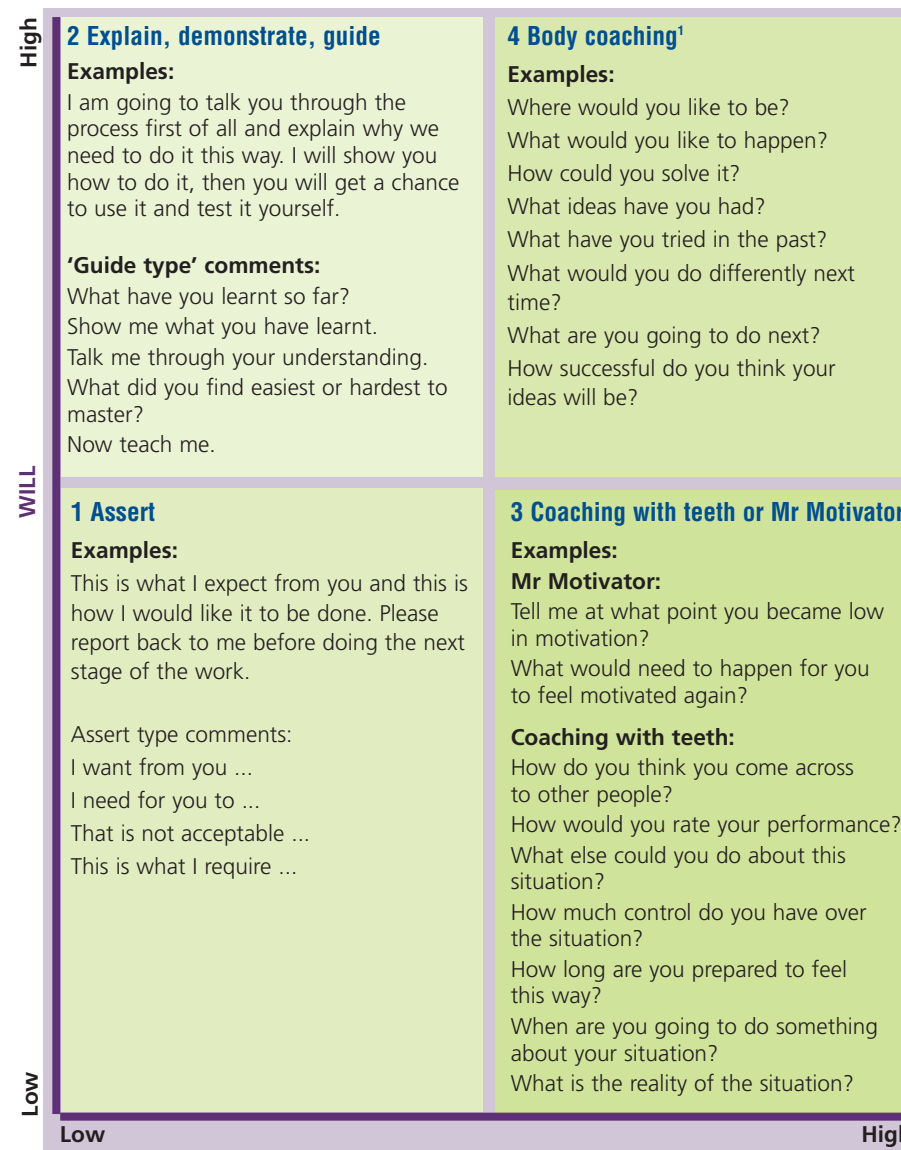 High
2 Explain, demonstrate, guide
Examples:
I am going to talk you through the
process first of all and explain why we
need to do it this way. I will show you
how to do it, then you will get a chance
to use it and test it yourself.
‘Guide type’ comments:
What have you learnt so far?
Show me what you have learnt.
Talk me through your understanding.
What did you find easiest or hardest to
master?
Now teach me.
4 Body coaching¹
Examples:
Where would you like to be?
What would you like to happen?
How could you solve it?
What ideas have you had?
What have you tried in the past?
What would you do differently next
time?
What are you going to do next?
How successful do you think your
ideas will be?
WILL
1 Assert
Examples:
This is what I expect from you and this is
how I would like it to be done. Please
report back to me before doing the next
stage of the work.
Assert type comments:
I want from you ...
I need for you to ...
That is not acceptable ...
This is what I require ...
3 Coaching with teeth or Mr Motivator
Examples:
Mr Motivator:
Tell me at what point you became low
in motivation?
What would need to happen for you
to feel motivated again?
Coaching with teeth:
How do you think you come across
to other people?
How would you rate your performance?
What else could you do about this
situation?
How much control do you have over
the situation?
How long are you prepared to feel
this way?
When are you going to do something
about your situation?
What is the reality of the situation?
Low
Low
High